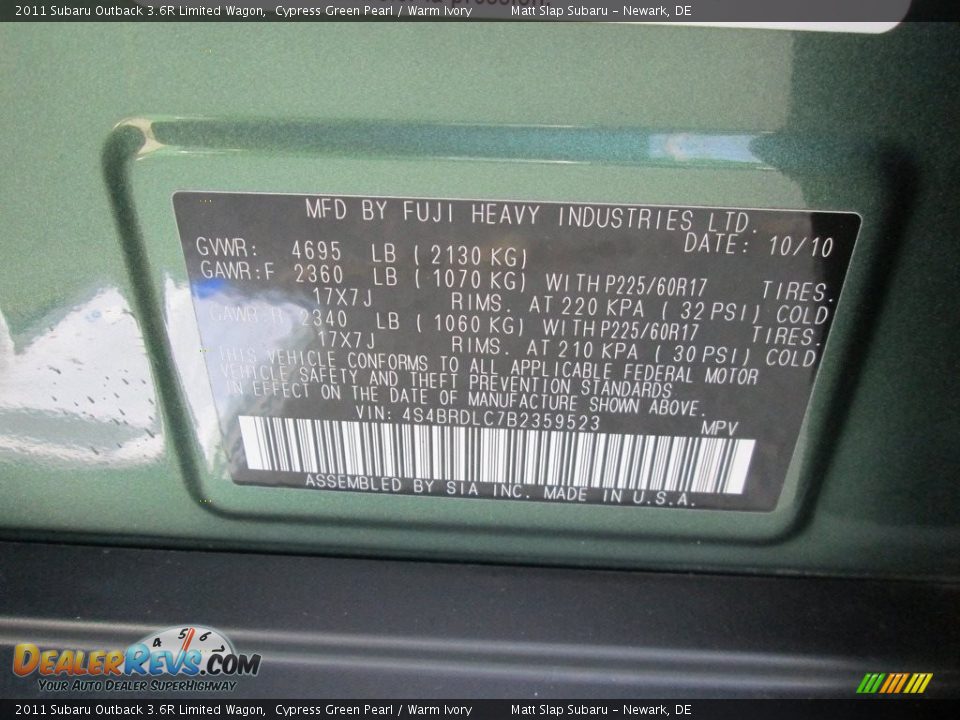 2011 Subaru Outback 3.6R Limited Wagon, Cypress Green Pearl / Warm Ivory Matt Slap Subaru - Newark, DE
MFD BY FUJI HEAVY INDUSTRIES LTD.
DATE: 10/10
GVWR: 4695 LB ( 2130 KG)
GAWR:F 2360 LB ( 1070 KG) WITH P225/60R17 TIRES.
17X7J RIMS. AT 220 KPA ( 32 PSI) COLD
GAWR:R 2340 LB ( 1060 KG) WITH P225/60R17 TIRES.
17X7J RIMS. AT 210 KPA ( 30 PSI) COLD
THIS VEHICLE CONFORMS TO ALL APPLICABLE FEDERAL MOTOR
VEHICLE SAFETY AND THEFT PREVENTION STANDARDS
IN EFFECT ON THE DATE OF MANUFACTURE SHOWN ABOVE.
VIN: 4S4BRDLC7B2359523 MPV
ASSEMBLED BY SIA INC. MADE IN U.S.A.
4 5 6
DEALERREVS.COM
YOUR AUTO DEALER SUPERHIGHWAY
2011 Subaru Outback 3.6R Limited Wagon, Cypress Green Pearl / Warm Ivory Matt Slap Subaru - Newark, DE